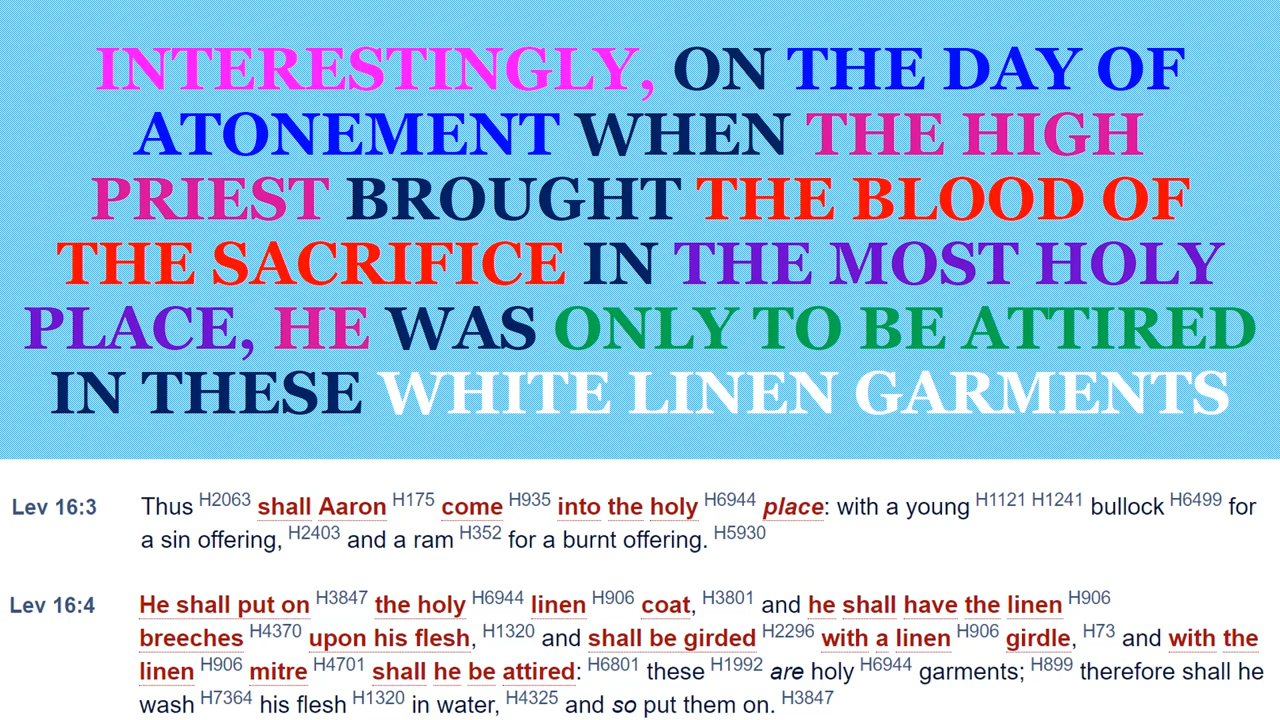 INTERESTINGLY, ON THE DAY OF
ATONEMENT WHEN THE HIGH
PRIEST BROUGHT THE BLOOD OF
THE SACRIFICE IN THE MOST HOLY
PLACE, HE WAS ONLY TO BE ATTIRED
IN THESE WHITE LINEN GARMENTS
Lev 16:3 Thus H2063 shall Aaron H175 come H935 into the holy H6944 place: with a young H1121 H1241 bullock H6499 for
a sin offering, H2403 and a ram H352 for a burnt offering. H5930
Lev 16:4 He shall put on H3847 the holy H6944 linen H906 coat, H3801 and he shall have the linen H906
breeches H4370 upon his flesh, H1320 and shall be girded H2296 with a linen H906 girdle, H73 and with the
linen H906 mitre H4701 shall he be attired: H6801 these H1992 are holy H6944 garments; H899 therefore shall he
wash H7364 his flesh H1320 in water, H4325 and so put them on. H3847